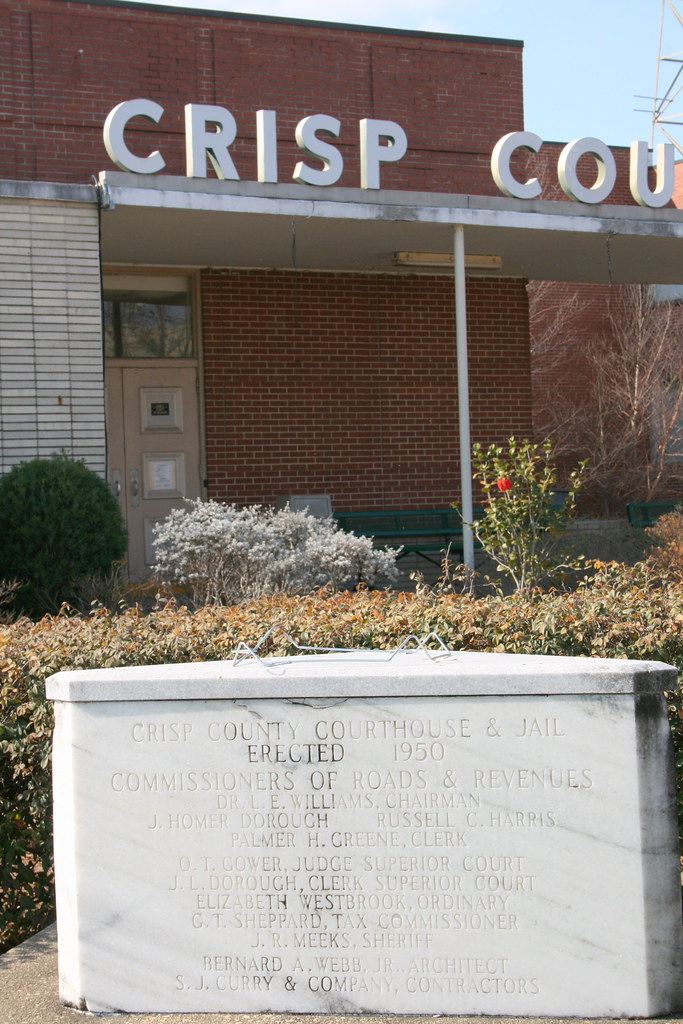 CRISP COU
CRISP COUNTY COURTHOUSE & JAIL
ERECTED 1950
COMMISSIONERS OF ROADS & REVENUES
DR. L. E. WILLIAMS, CHAIRMAN
J. HOMER DOROUGH RUSSELL C. HARRIS
PALMER H. GREENE, CLERK
O. T. GOWER, JUDGE SUPERIOR COURT
J. L. DOROUGH, CLERK SUPERIOR COURT
ELIZABETH WESTBROOK, ORDINARY
G. T. SHEPPARD, TAX COMMISSIONER
J. R. MEEKS, SHERIFF
BERNARD A. WEBB, JR., ARCHITECT
S. J. CURRY & COMPANY, CONTRACTORS